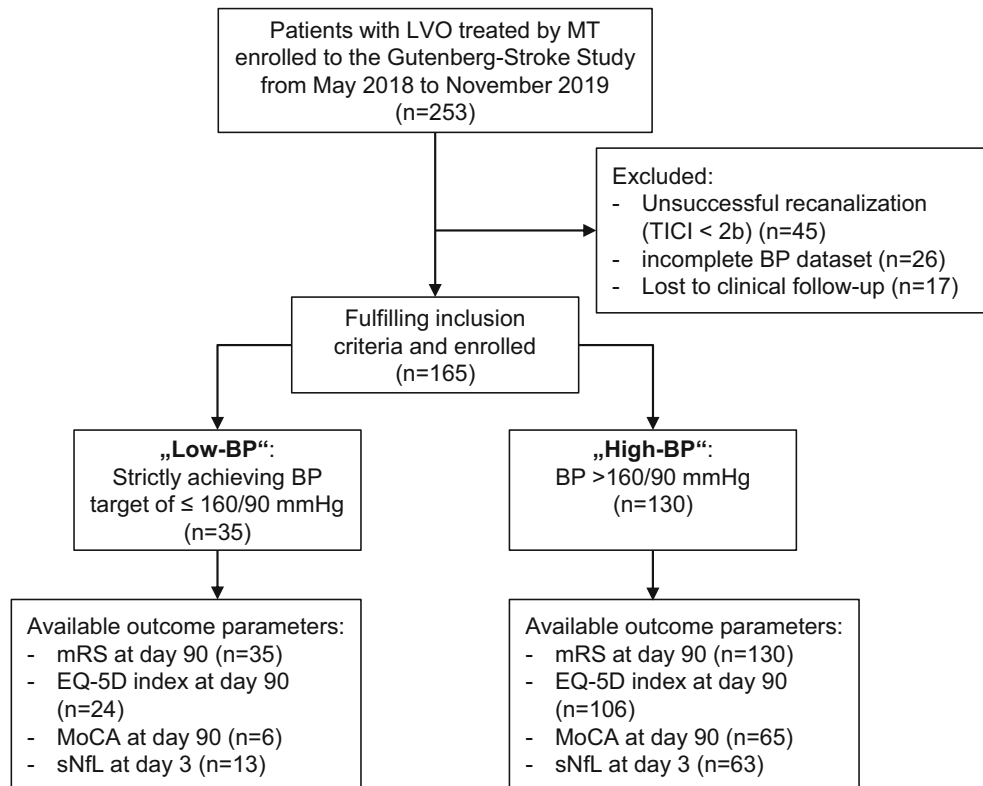 Patients with LVO treated by MT
enrolled to the Gutenberg-Stroke Study
from May 2018 to November 2019
(n=253)
Excluded:
- Unsuccessful recanalization
(TICI < 2b) (n=45)
- incomplete BP dataset (n=26)
- Lost to clinical follow-up (n=17)
Fulfilling inclusion
criteria and enrolled
(n=165)
„Low-BP“:
Strictly achieving BP
target of ≤ 160/90 mmHg
(n=35)
„High-BP“:
BP >160/90 mmHg
(n=130)
Available outcome parameters:
- mRS at day 90 (n=35)
- EQ-5D index at day 90
(n=24)
- MoCA at day 90 (n=6)
- sNfL at day 3 (n=13)
Available outcome parameters:
- mRS at day 90 (n=130)
- EQ-5D index at day 90
(n=106)
- MoCA at day 90 (n=65)
- sNfL at day 3 (n=63)